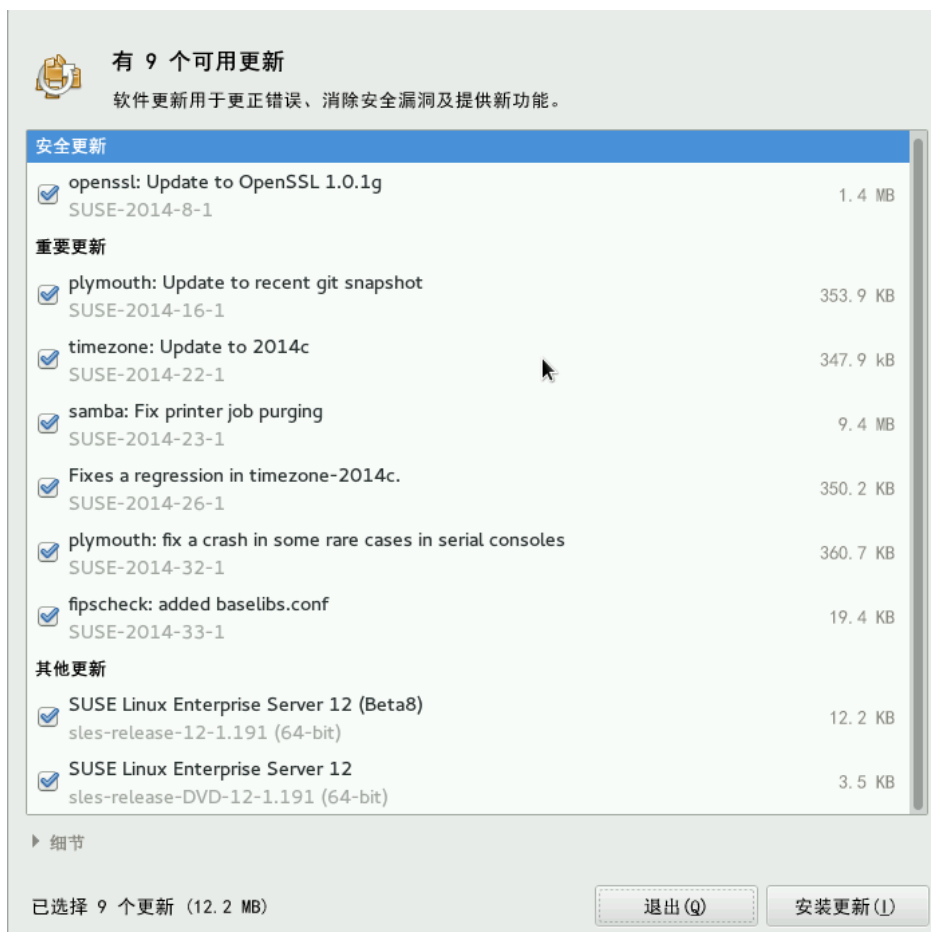 有 9 个可用更新
软件更新用于更正错误、消除安全漏洞及提供新功能。
安全更新
openssl: Update to OpenSSL 1.0.1g 1.4 MB
SUSE-2014-8-1
重要更新
plymouth: Update to recent git snapshot 353.9 KB
SUSE-2014-16-1
timezone: Update to 2014c 347.9 kB
SUSE-2014-22-1
samba: Fix printer job purging 9.4 MB
SUSE-2014-23-1
Fixes a regression in timezone-2014c. 350.2 KB
SUSE-2014-26-1
plymouth: fix a crash in some rare cases in serial consoles 360.7 KB
SUSE-2014-32-1
fipscheck: added baselibs.conf 19.4 KB
SUSE-2014-33-1
其他更新
SUSE Linux Enterprise Server 12 (Beta8) 12.2 KB
sles-release-12-1.191 (64-bit)
SUSE Linux Enterprise Server 12 3.5 KB
sles-release-DVD-12-1.191 (64-bit)
细节
已选择 9 个更新 (12.2 MB) 退出(Q) 安装更新(I)